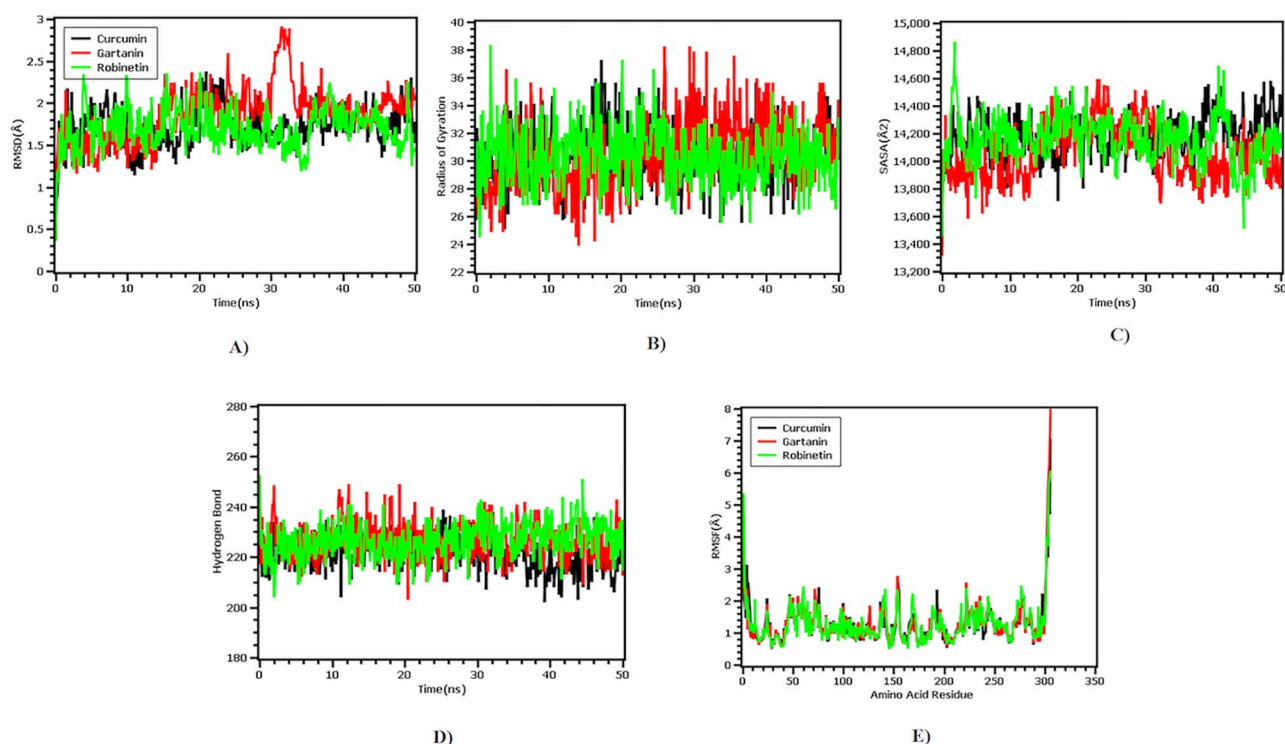 3
2.5
2
1.5
1
0.5
0
RMSD(Å)
Curcumin
Gartanin
Robinetin
0 10 20 30 40 50
Time(ns)
A)
40
38
36
34
32
30
28
26
24
22
Radius of Gyration
0 10 20 30 40 50
Time(ns)
B)
15,000
14,800
14,600
14,400
14,200
14,000
13,800
13,600
13,400
13,200
SASA(Å2)
0 10 20 30 40 50
Time(ns)
C)
280
260
240
220
200
180
Hydrogen Bond
0 10 20 30 40 50
Time(ns)
D)
8
7
6
5
4
3
2
1
0
RMSF(Å)
Curcumin
Gartanin
Robinetin
0 50 100 150 200 250 300 350
Amino Acid Residue
E)